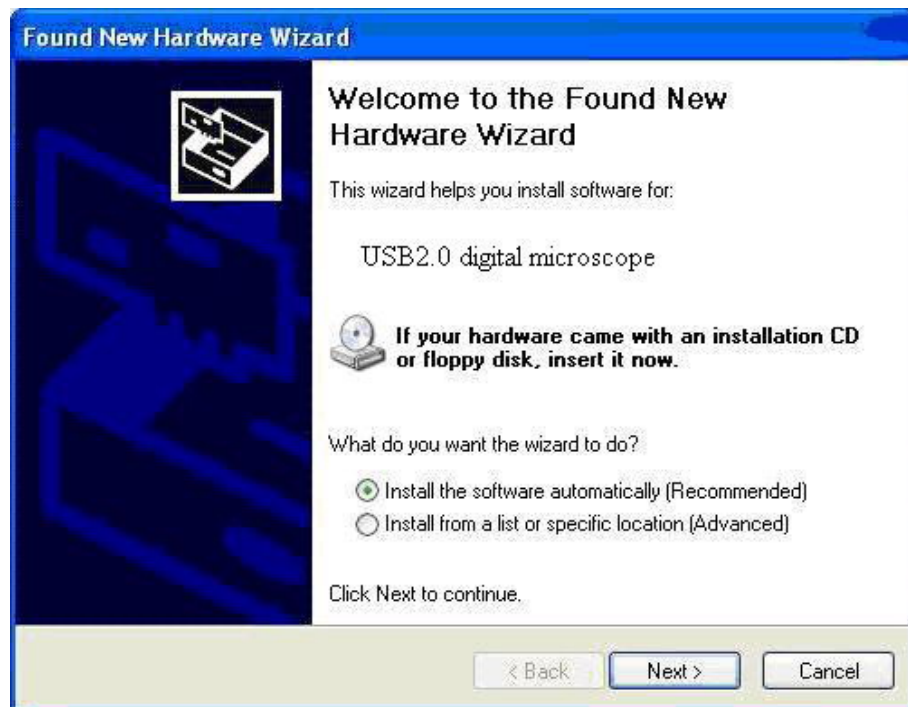 Found New Hardware Wizard
Welcome to the Found New
Hardware Wizard
This wizard helps you install software for:
USB2.0 digital microscope
If your hardware came with an installation CD
or floppy disk, insert it now.
What do you want the wizard to do?
Install the software automatically (Recommended)
Install from a list or specific location (Advanced)
Click Next to continue.
< Back Next > Cancel